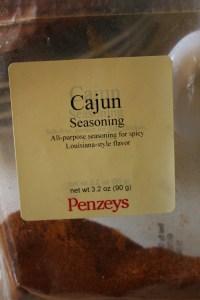 Cajun
Seasoning
All-purpose seasoning for spicy
Louisiana-style flavor
net wt 3.2 oz (90 g)
Penzeys